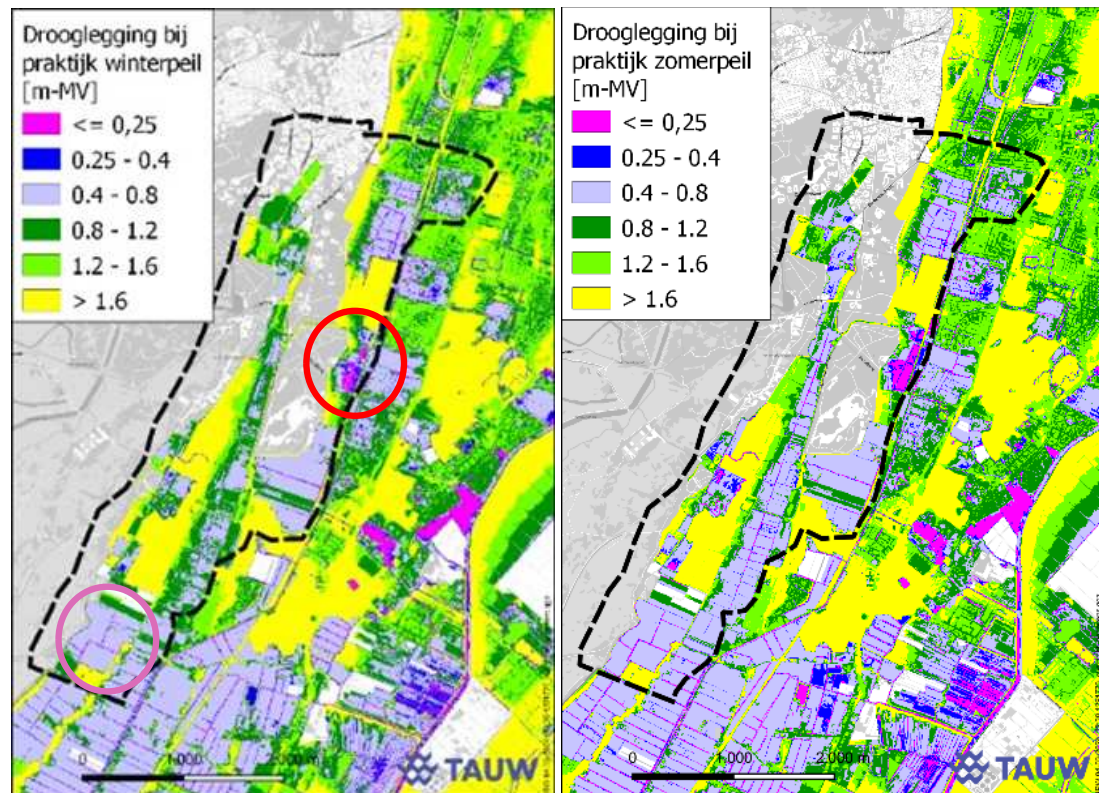 Drooglegging bij
praktijk winterpeil
[m-MV]
<= 0,25
0.25 - 0.4
0.4 - 0.8
0.8 - 1.2
1.2 - 1.6
> 1.6
0 1.000 2.000 m
TAUW
Drooglegging bij
praktijk zomerpeil
[m-MV]
<= 0,25
0.25 - 0.4
0.4 - 0.8
0.8 - 1.2
1.2 - 1.6
> 1.6
0 1.000 2.000 m
TAUW